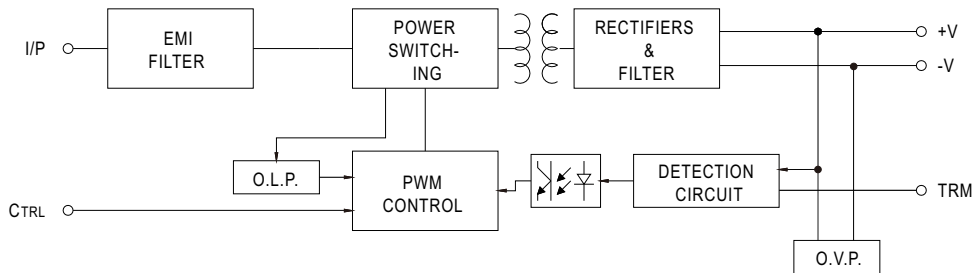 I/P
EMI
FILTER
POWER
SWITCH-
ING
RECTIFIERS
&
FILTER
+V
-V
O.L.P.
PWM
CONTROL
DETECTION
CIRCUIT
TRM
CTRL
O.V.P.